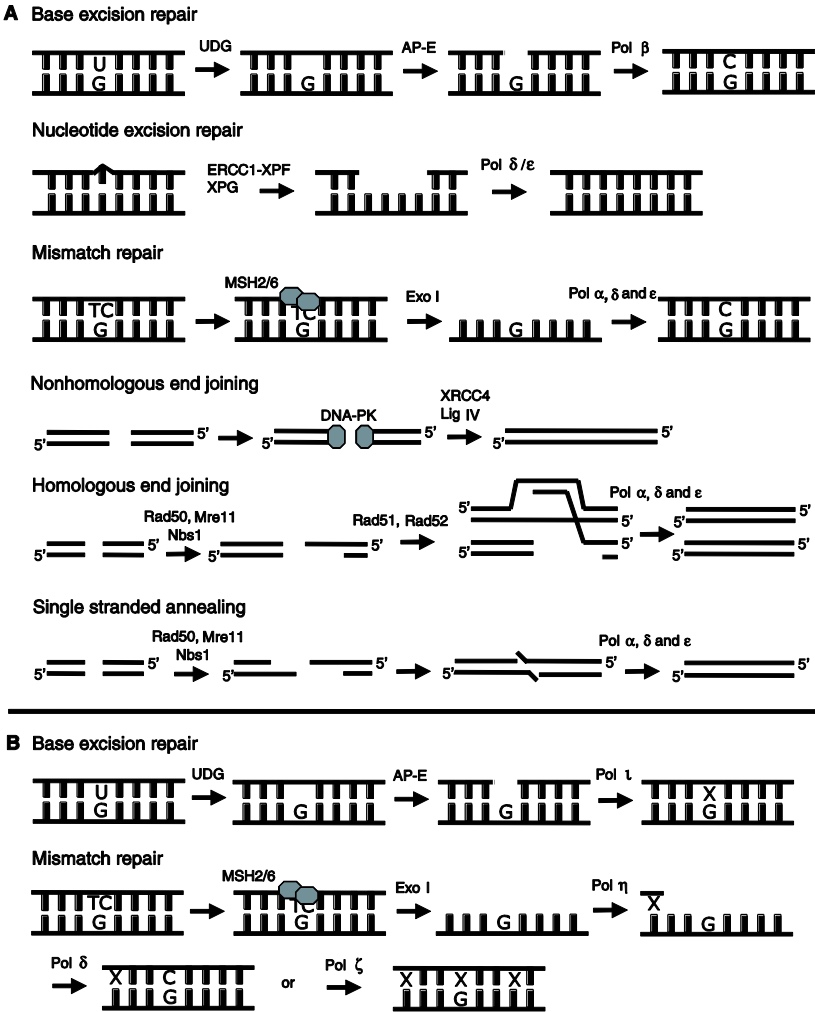 A Base excision repair
UDG AP-E Pol β
U C
G G G G
Nucleotide excision repair
ERCC1-XPF Pol δ/ε
XPG
Mismatch repair
MSH2/6 Exo I Pol α, δ and ε
TC TC C
G G G G
Nonhomologous end joining
DNA-PK XRCC4
Lig IV
5' 5' 5'
5' 5' 5'
Homologous end joining
Rad50, Mre11 Rad51, Rad52 Pol α, δ and ε
Nbs1
5' 5'
5' 5'
5' 5' 5' 5'
5' 5' 5' 5'
Single stranded annealing
Rad50, Mre11 Pol α, δ and ε
Nbs1
5' 5' 5' 5'
5' 5' 5' 5'
B Base excision repair
UDG AP-E Pol ι
U X
G G G G
Mismatch repair
MSH2/6 Exo I Pol η
TC TC X
G G G G
Pol δ X C or Pol ζ X X X
G G